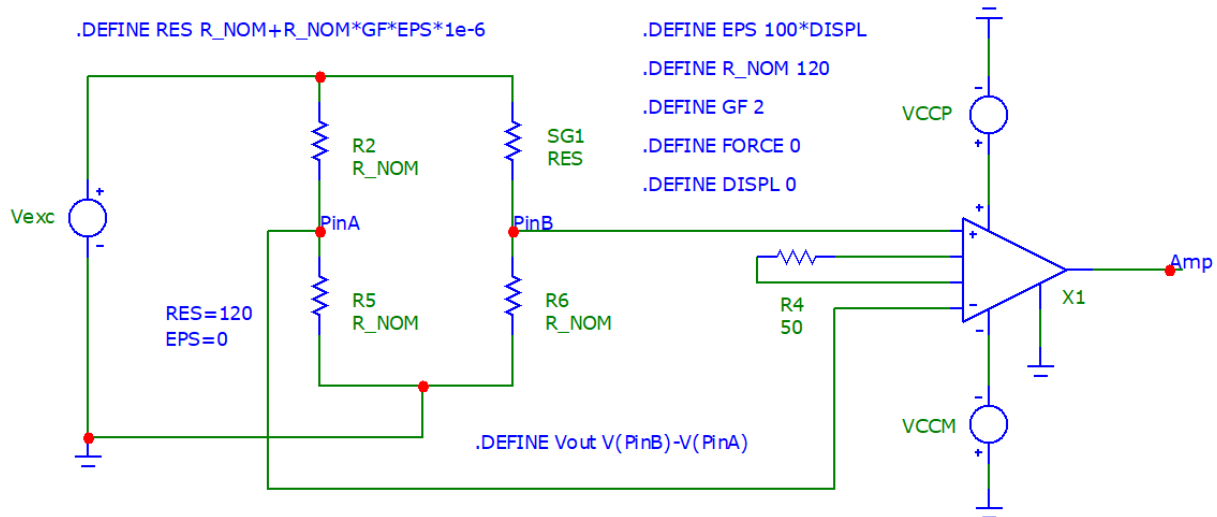 .DEFINE RES R_NOM+R_NOM*GF*EPS*1e-6
.DEFINE EPS 100*DISPL
.DEFINE R_NOM 120
.DEFINE GF 2
.DEFINE FORCE 0
.DEFINE DISPL 0
-
VCCP
+
R2
R_NOM
SG1
RES
+
Vexc
-
PinA
PinB
+
+
-
-
Amp
X1
R4
50
R5
R_NOM
R6
R_NOM
RES=120
EPS=0
-
VCCM
+
.DEFINE Vout V(PinB)-V(PinA)